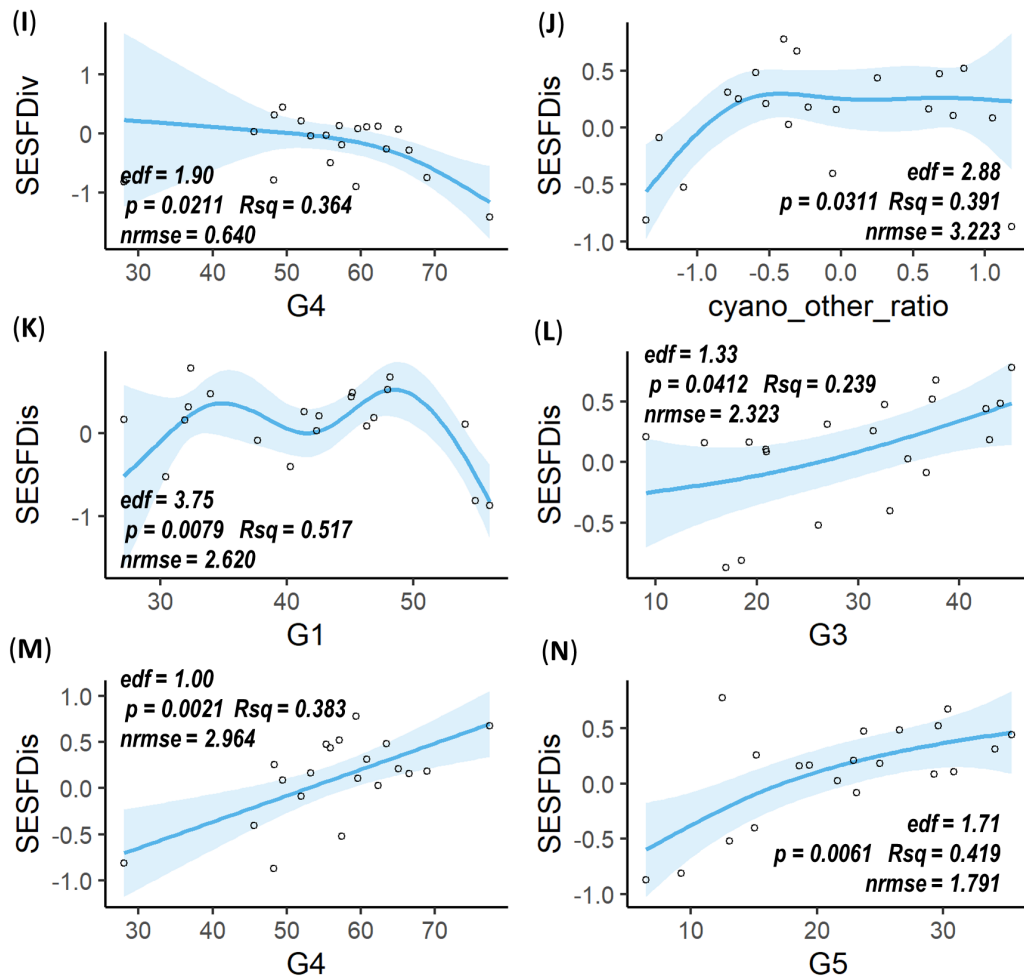 (I)
SESFDiv
1
0
-1
edf = 1.90
p = 0.0211 Rsq = 0.364
nrmse = 0.640
30 40 50 60 70
G4
(J)
SESFDis
0.5
0.0
-0.5
-1.0
edf = 2.88
p = 0.0311 Rsq = 0.391
nrmse = 3.223
-1.0 -0.5 0.0 0.5 1.0
cyano_other_ratio
(K)
SESFDis
0
-1
edf = 3.75
p = 0.0079 Rsq = 0.517
nrmse = 2.620
30 40 50
G1
(L)
SESFDis
0.5
0.0
-0.5
edf = 1.33
p = 0.0412 Rsq = 0.239
nrmse = 2.323
10 20 30 40
G3
(M)
SESFDis
1.0
0.5
0.0
-0.5
-1.0
edf = 1.00
p = 0.0021 Rsq = 0.383
nrmse = 2.964
30 40 50 60 70
G4
(N)
SESFDis
0.5
0.0
-0.5
-1.0
edf = 1.71
p = 0.0061 Rsq = 0.419
nrmse = 1.791
10 20 30
G5